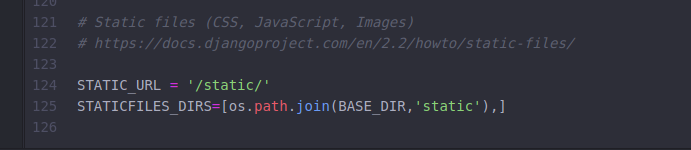 120
121 # Static files (CSS, JavaScript, Images)
122 # https://docs.djangoproject.com/en/2.2/howto/static-files/
123
124 STATIC_URL = '/static/'
125 STATICFILES_DIRS=[os.path.join(BASE_DIR,'static'),]
126